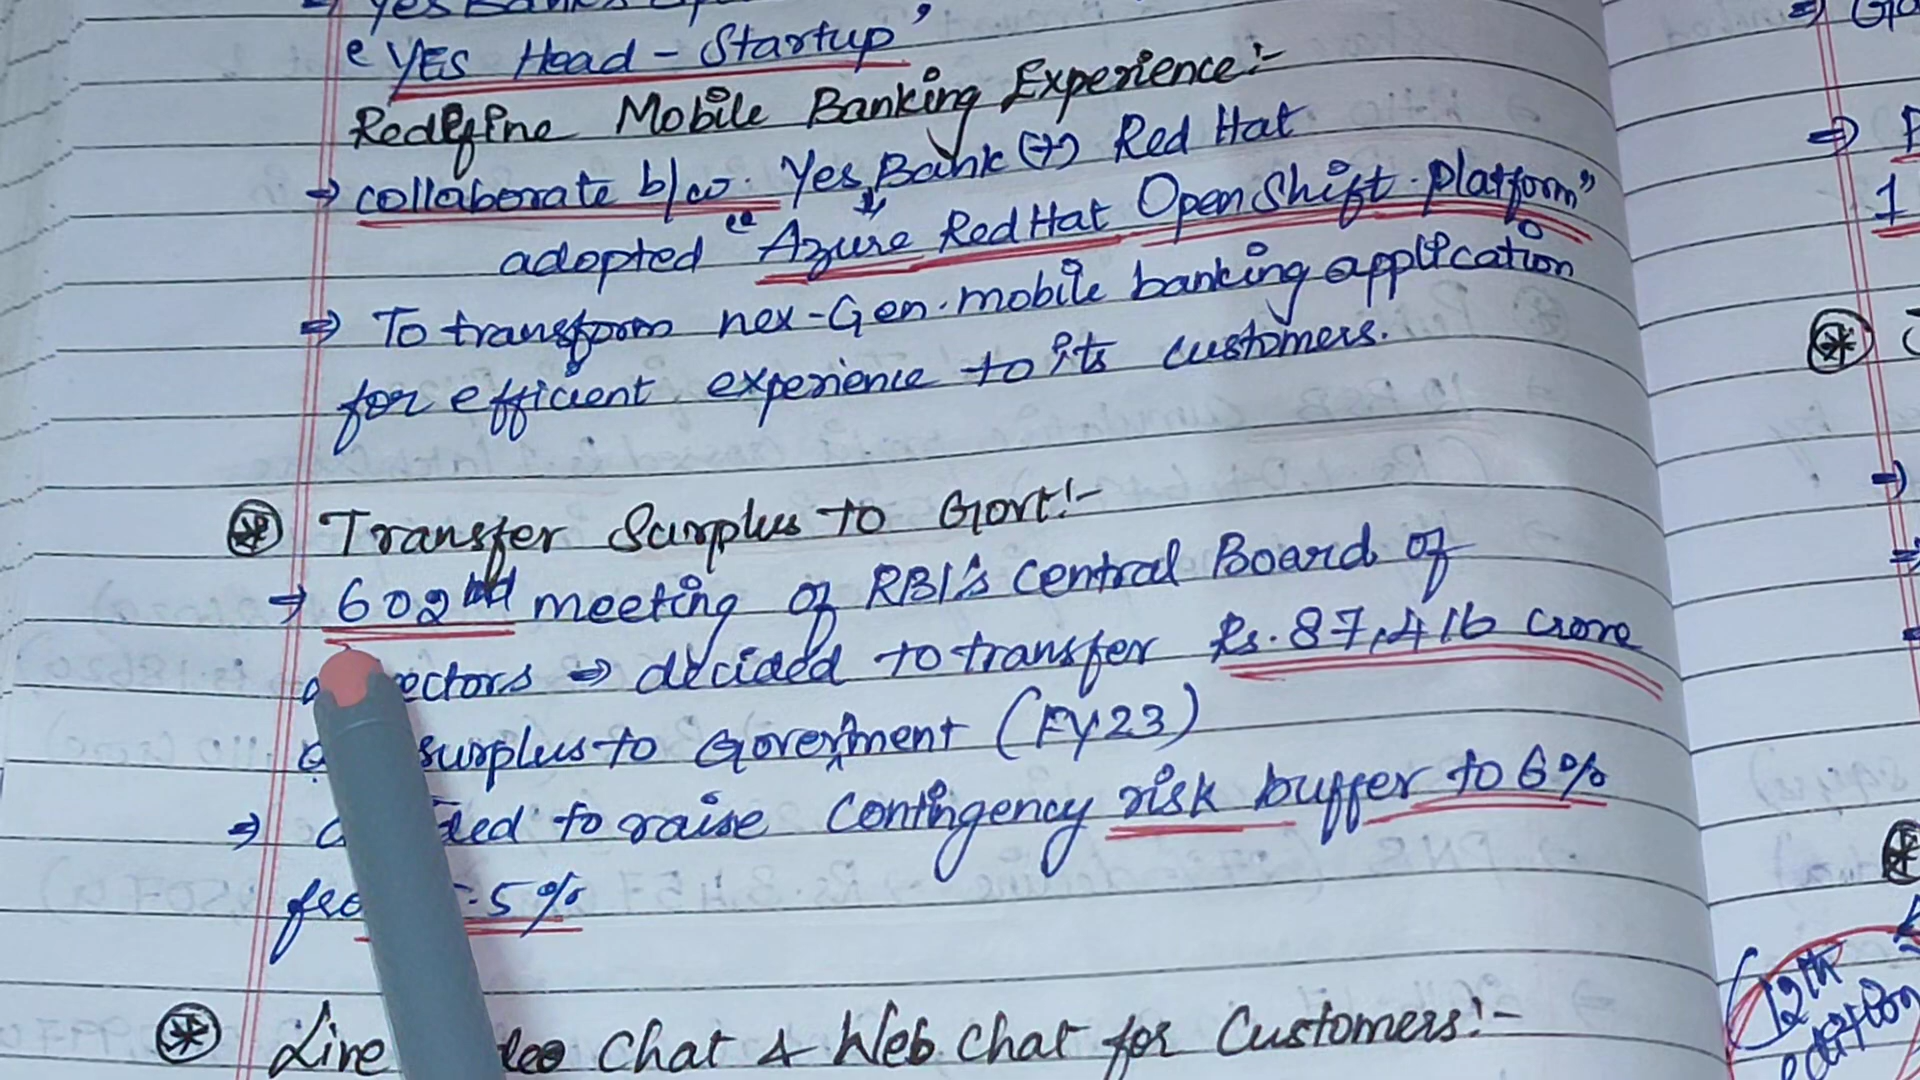 YES Head - Startup’
Redefine Mobile Banking Experience:-
⇒ collaborate b/w. Yes Bank (+) Red Hat
adopted “Azure Red Hat OpenShift Platform”
⇒ To transform nex-Gen. mobile banking application
for efficient experience to its customers.
Transfer Surplus to Govt:-
⇒ 602nd meeting of RBI's central Board of
ectors ⇒ decided to transfer Rs. 87,416 crore
surplus to Government (FY23)
⇒ ded to raise Contingency risk buffer to 6%
.5%
Live Chat & Web chat for Customers:-
12th
edition